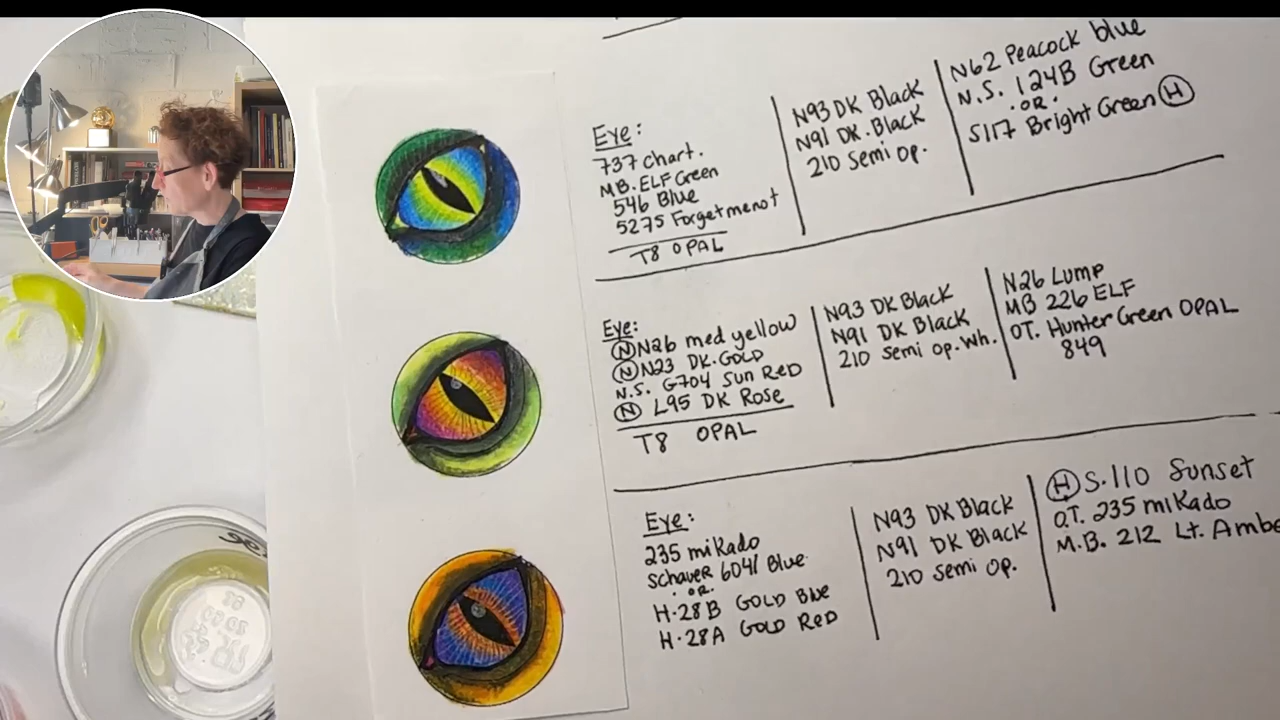 Eye:
737 chart.
MB. ELF Green
546 Blue
5275 Forgetmenot
T8 OPAL
N93 DK Black
N91 DK. Black
210 Semi Op.
N62 Peacock blue
N.S. 124B Green
.OR.
S117 Bright Green (H)
Eye:
(N) N26 med yellow
(N) N23 DK. GOLD
N.S. G704 Sun Red
(N) L95 DK Rose
T8 OPAL
N93 DK Black
N91 DK Black
210 Semi Op. Wh.
N26 Lump
MB 226 ELF
OT. Hunter Green OPAL
849
Eye:
235 miKado
Schauer 6041 Blue
. OR.
H-28B GOLD Blue
H-28A GOLD Red
N93 DK Black
N91 DK Black
210 Semi Op.
(H) S-110 Sunset
OT. 235 miKado
M.B. 212 Lt. Ambe